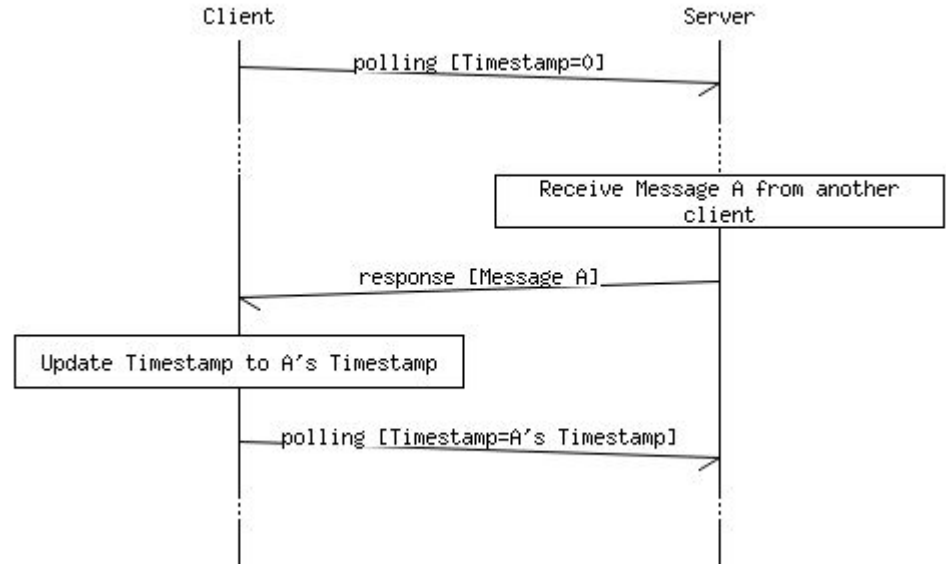 Client
Server
polling [Timestamp=0]
Receive Message A from another
client
response [Message A]
Update Timestamp to A's Timestamp
polling [Timestamp=A's Timestamp]